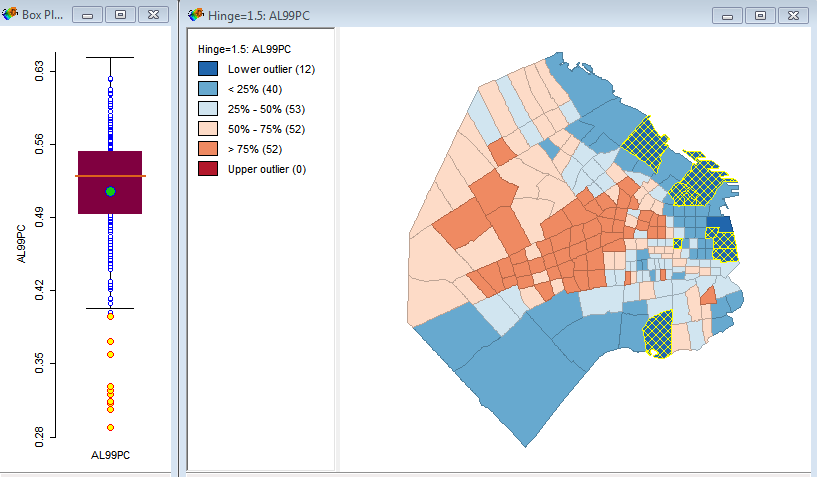 Box Pl...
0.63
0.56
0.49
0.42
0.35
0.28
AL99PC
AL99PC
Hinge=1.5: AL99PC
Hinge=1.5: AL99PC
Lower outlier (12)
< 25% (40)
25% - 50% (53)
50% - 75% (52)
> 75% (52)
Upper outlier (0)